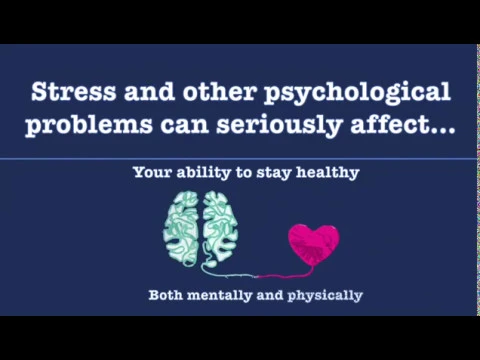 Stress and other psychological
problems can seriously affect...
Your ability to stay healthy
Both mentally and physically